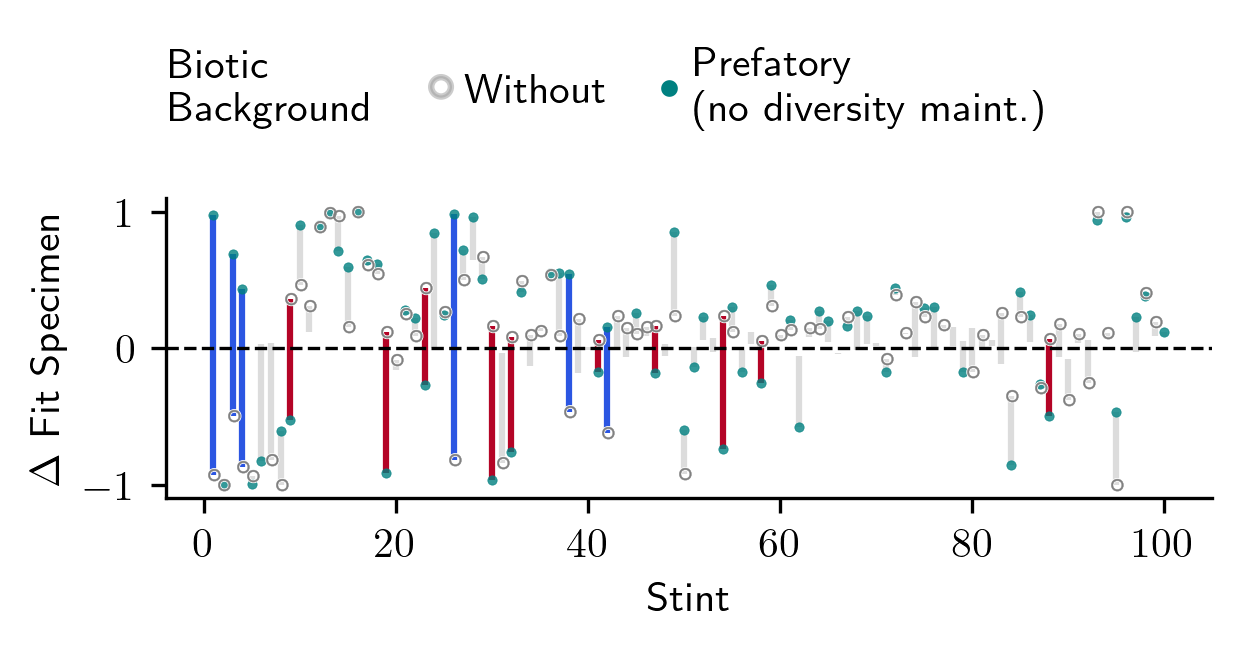 Biotic
Background
Without
Prefatory
(no diversity maint.)
Δ Fit Specimen
1
0
−1
0 20 40 60 80 100
Stint